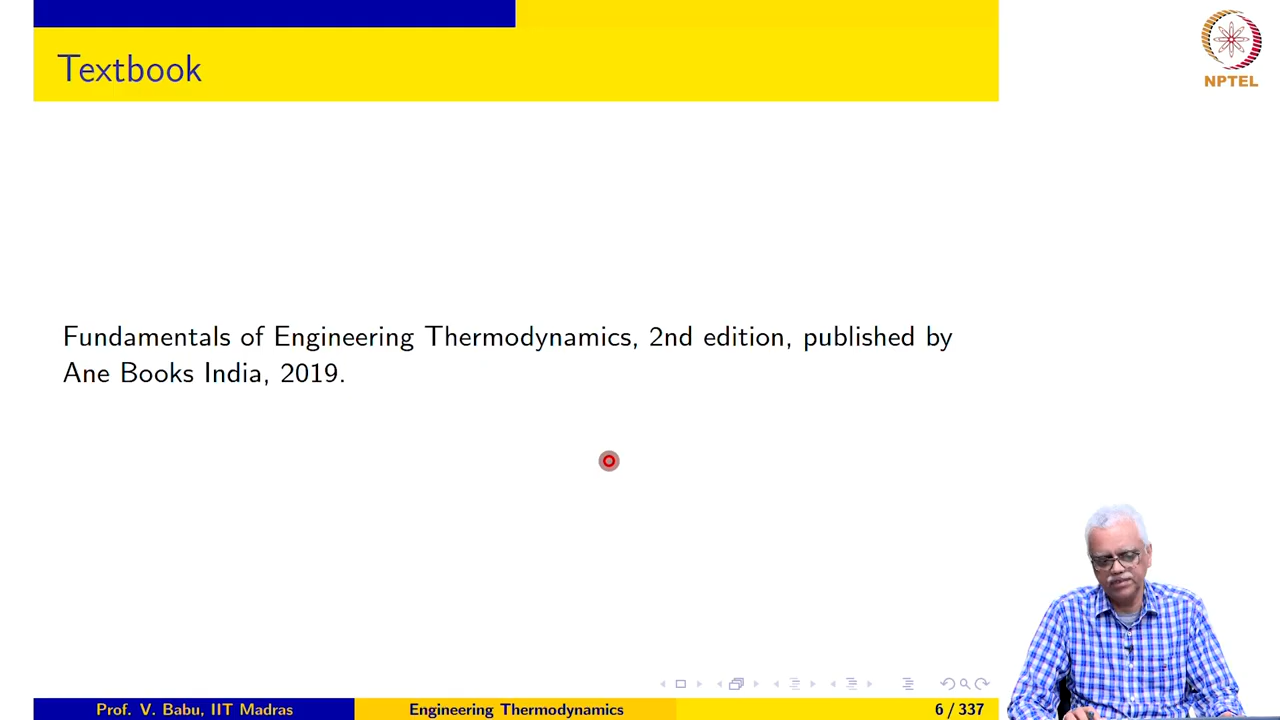 Textbook
NPTEL
Fundamentals of Engineering Thermodynamics, 2nd edition, published by
Ane Books India, 2019.
Prof. V. Babu, IIT Madras
Engineering Thermodynamics
6 / 337